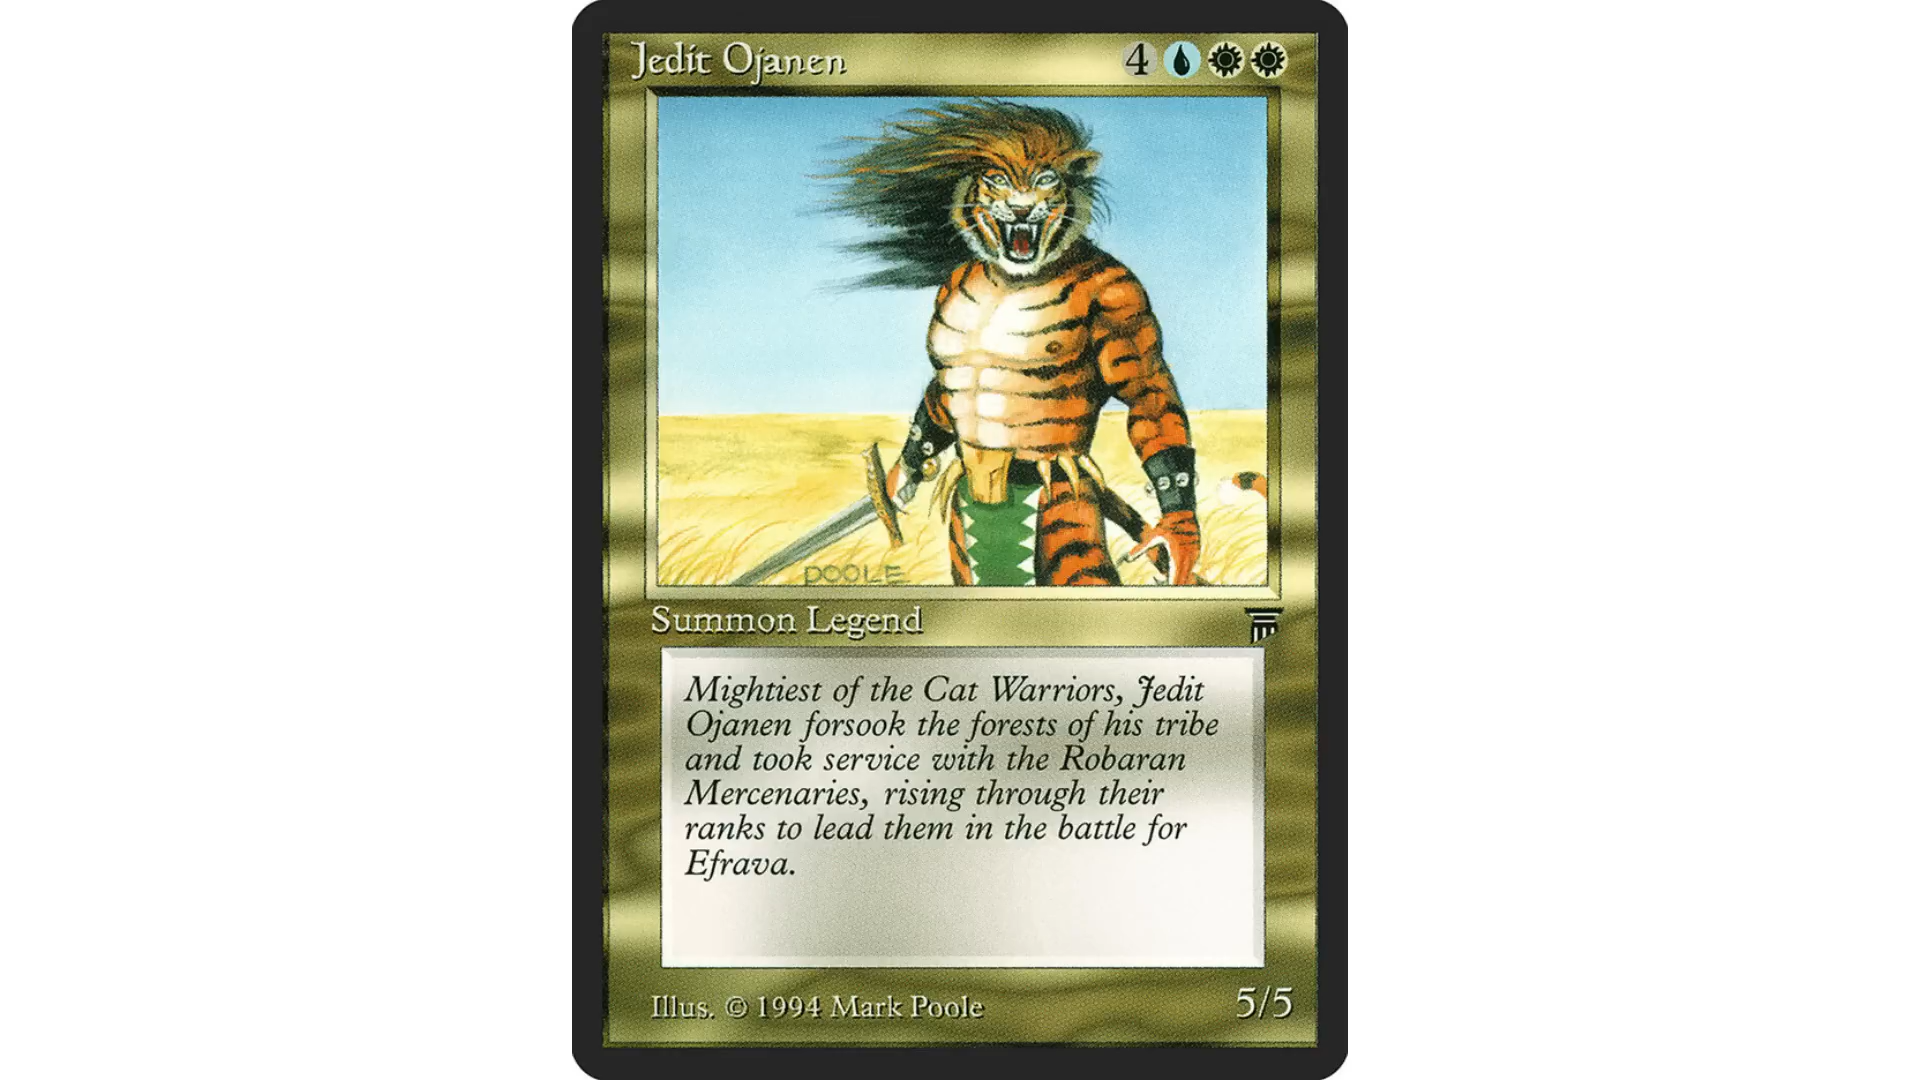 Jedit Ojanen
4
POOLE
Summon Legend
Mightiest of the Cat Warriors, Jedit
Ojanen forsook the forests of his tribe
and took service with the Robaran
Mercenaries, rising through their
ranks to lead them in the battle for
Efrava.
Illus. © 1994 Mark Poole
5/5